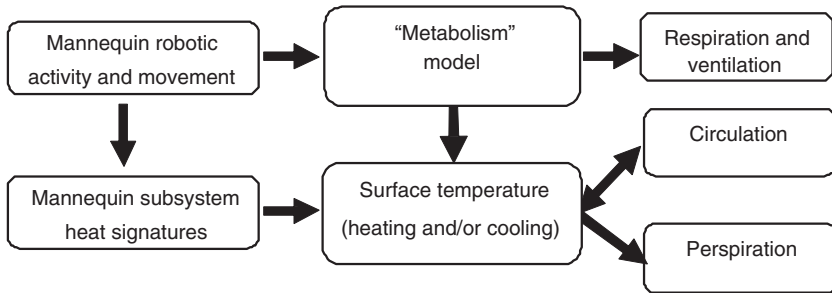 Mannequin robotic
activity and movement
“Metabolism”
model
Respiration and
ventilation
Circulation
Mannequin subsystem
heat signatures
Surface temperature
(heating and/or cooling)
Perspiration